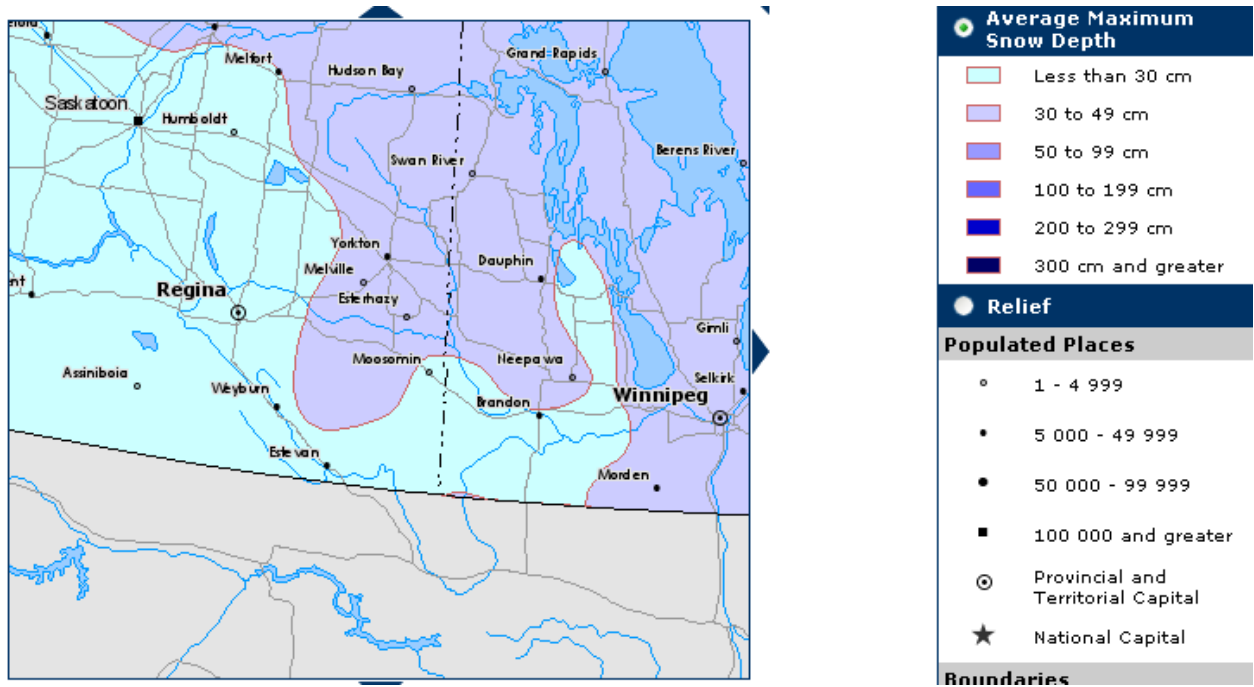 Melfort
Hudson Bay
Grand Rapids
Saskatoon
Humboldt
Swan River
Berens River
Yorkton
Dauphin
Melville
Regina
Esterhazy
Gimli
Moosomin
Neepawa
Assiniboia
Weyburn
Selkirk
Brandon
Winnipeg
Estevan
Morden
Average Maximum
Snow Depth
Less than 30 cm
30 to 49 cm
50 to 99 cm
100 to 199 cm
200 to 299 cm
300 cm and greater
Relief
Populated Places
1 - 4 999
5 000 - 49 999
50 000 - 99 999
100 000 and greater
Provincial and
Territorial Capital
National Capital
Boundaries